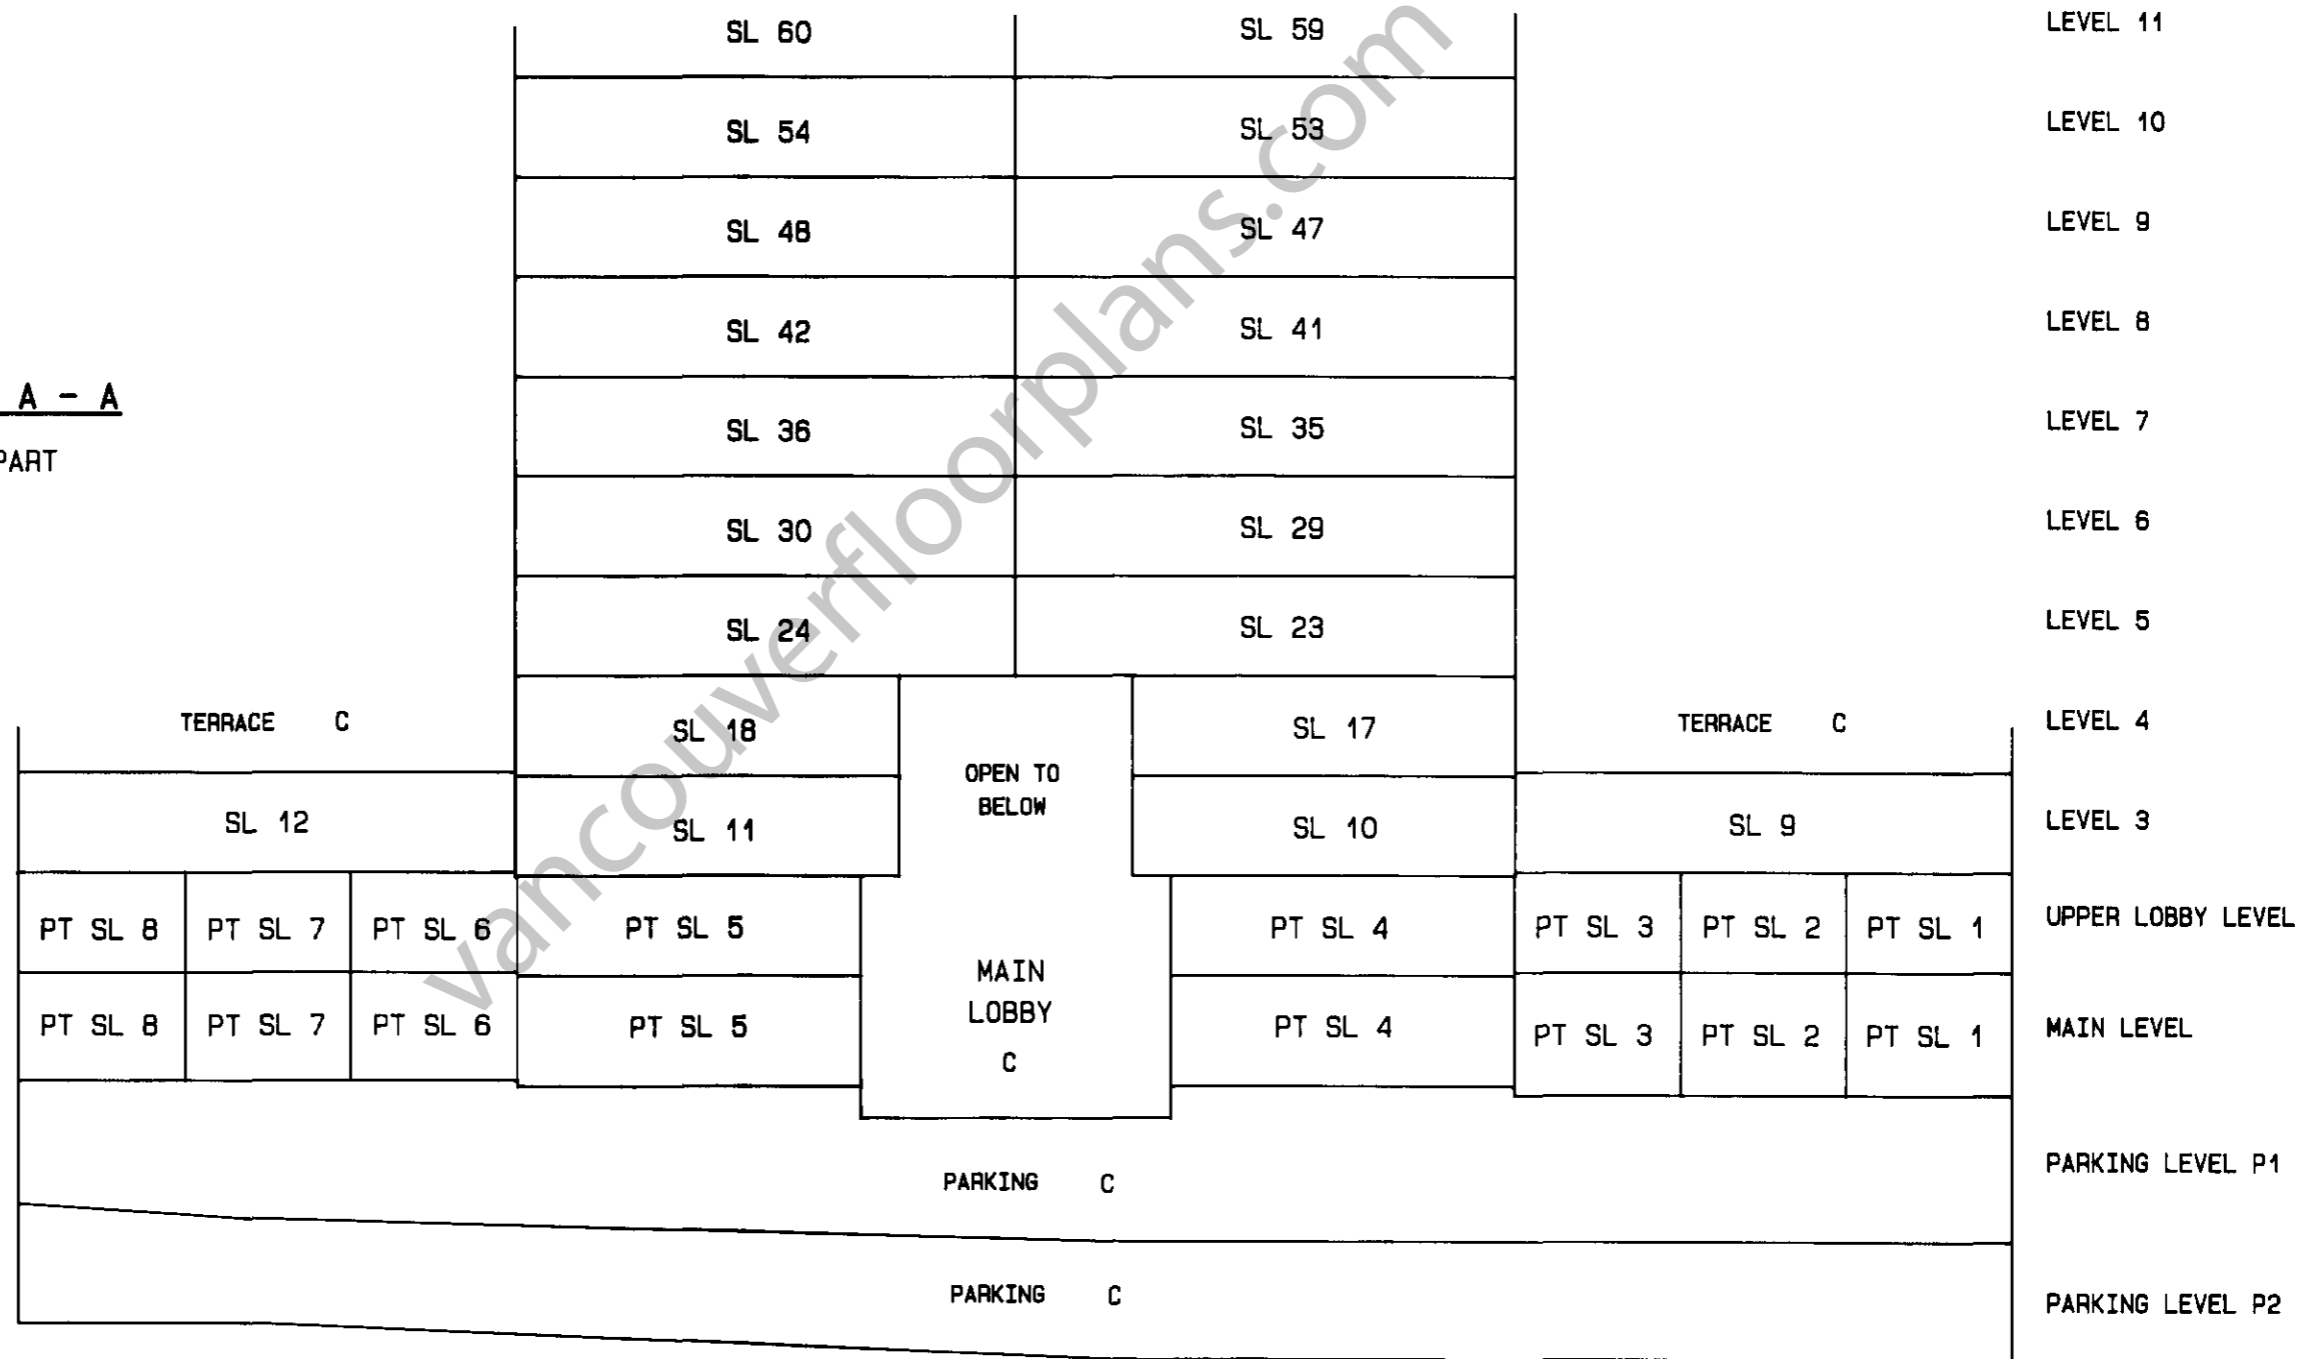 SL 60 SL 59 LEVEL 11
SL 54 SL 53 LEVEL 10
SL 48 SL 47 LEVEL 9
SL 42 SL 41 LEVEL 8
A - A
SL 36 SL 35 LEVEL 7
PART
SL 30 SL 29 LEVEL 6
SL 24 SL 23 LEVEL 5
TERRACE C SL 18 SL 17 TERRACE C LEVEL 4
OPEN TO
BELOW
SL 12 SL 11 SL 10 SL 9 LEVEL 3
PT SL 8 PT SL 7 PT SL 6 PT SL 5 PT SL 4 PT SL 3 PT SL 2 PT SL 1 UPPER LOBBY LEVEL
MAIN
LOBBY
C
PT SL 8 PT SL 7 PT SL 6 PT SL 5 PT SL 4 PT SL 3 PT SL 2 PT SL 1 MAIN LEVEL
PARKING C PARKING LEVEL P1
PARKING C PARKING LEVEL P2
vancouverfloorplans.com